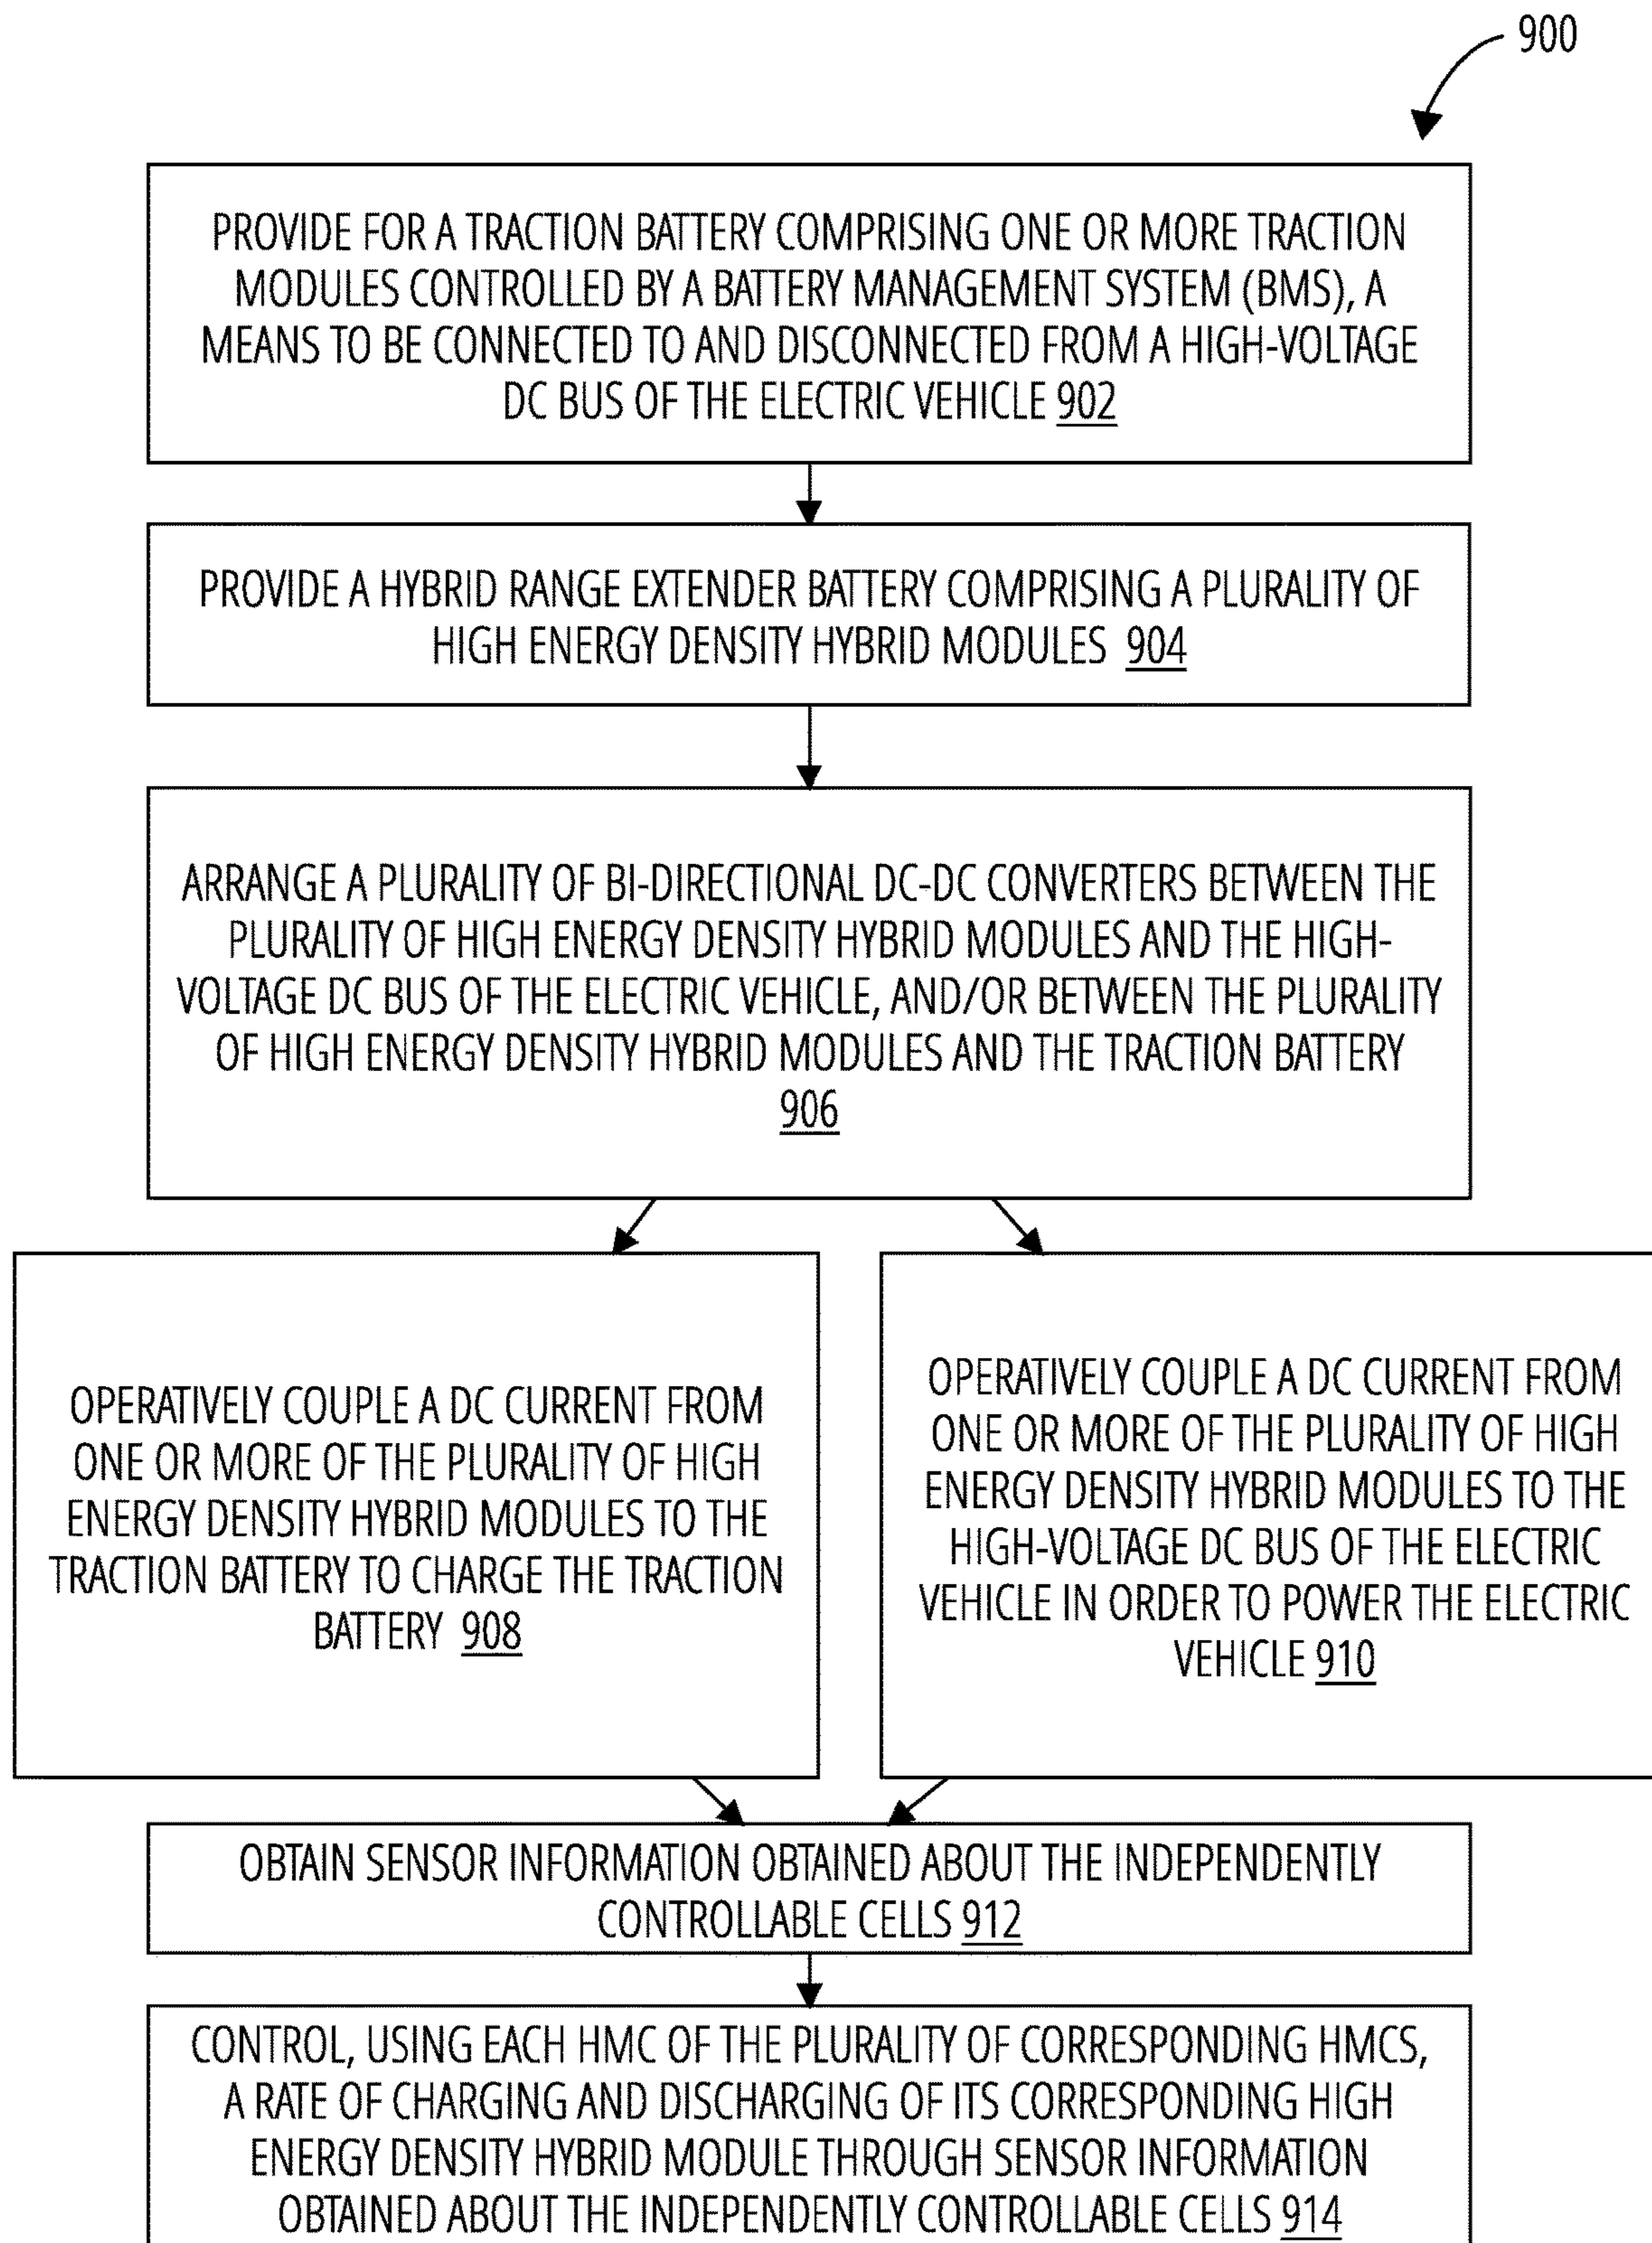 900
PROVIDE FOR A TRACTION BATTERY COMPRISING ONE OR MORE TRACTION
MODULES CONTROLLED BY A BATTERY MANAGEMENT SYSTEM (BMS), A
MEANS TO BE CONNECTED TO AND DISCONNECTED FROM A HIGH-VOLTAGE
DC BUS OF THE ELECTRIC VEHICLE 902
PROVIDE A HYBRID RANGE EXTENDER BATTERY COMPRISING A PLURALITY OF
HIGH ENERGY DENSITY HYBRID MODULES 904
ARRANGE A PLURALITY OF BI-DIRECTIONAL DC-DC CONVERTERS BETWEEN THE
PLURALITY OF HIGH ENERGY DENSITY HYBRID MODULES AND THE HIGH-
VOLTAGE DC BUS OF THE ELECTRIC VEHICLE, AND/OR BETWEEN THE PLURALITY
OF HIGH ENERGY DENSITY HYBRID MODULES AND THE TRACTION BATTERY
906
OPERATIVELY COUPLE A DC CURRENT FROM
ONE OR MORE OF THE PLURALITY OF HIGH
ENERGY DENSITY HYBRID MODULES TO THE
TRACTION BATTERY TO CHARGE THE TRACTION
BATTERY 908
OPERATIVELY COUPLE A DC CURRENT FROM
ONE OR MORE OF THE PLURALITY OF HIGH
ENERGY DENSITY HYBRID MODULES TO THE
HIGH-VOLTAGE DC BUS OF THE ELECTRIC
VEHICLE IN ORDER TO POWER THE ELECTRIC
VEHICLE 910
OBTAIN SENSOR INFORMATION OBTAINED ABOUT THE INDEPENDENTLY
CONTROLLABLE CELLS 912
CONTROL, USING EACH HMC OF THE PLURALITY OF CORRESPONDING HMCS,
A RATE OF CHARGING AND DISCHARGING OF ITS CORRESPONDING HIGH
ENERGY DENSITY HYBRID MODULE THROUGH SENSOR INFORMATION
OBTAINED ABOUT THE INDEPENDENTLY CONTROLLABLE CELLS 914